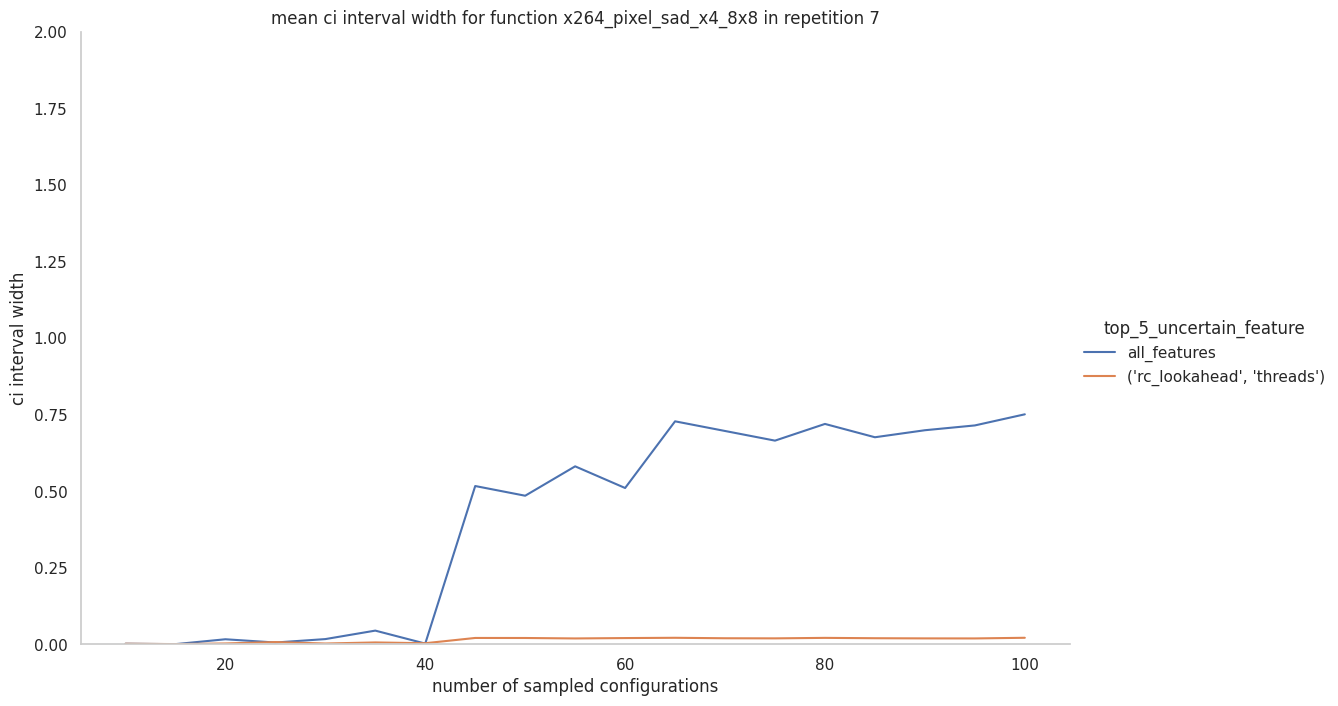 mean ci interval width for function x264_pixel_sad_x4_8x8 in repetition 7
2.00
1.75
1.50
1.25
1.00
0.75
0.50
0.25
0.00
ci interval width
20
40
60
80
100
number of sampled configurations
top_5_uncertain_feature
all_features
('rc_lookahead', 'threads')